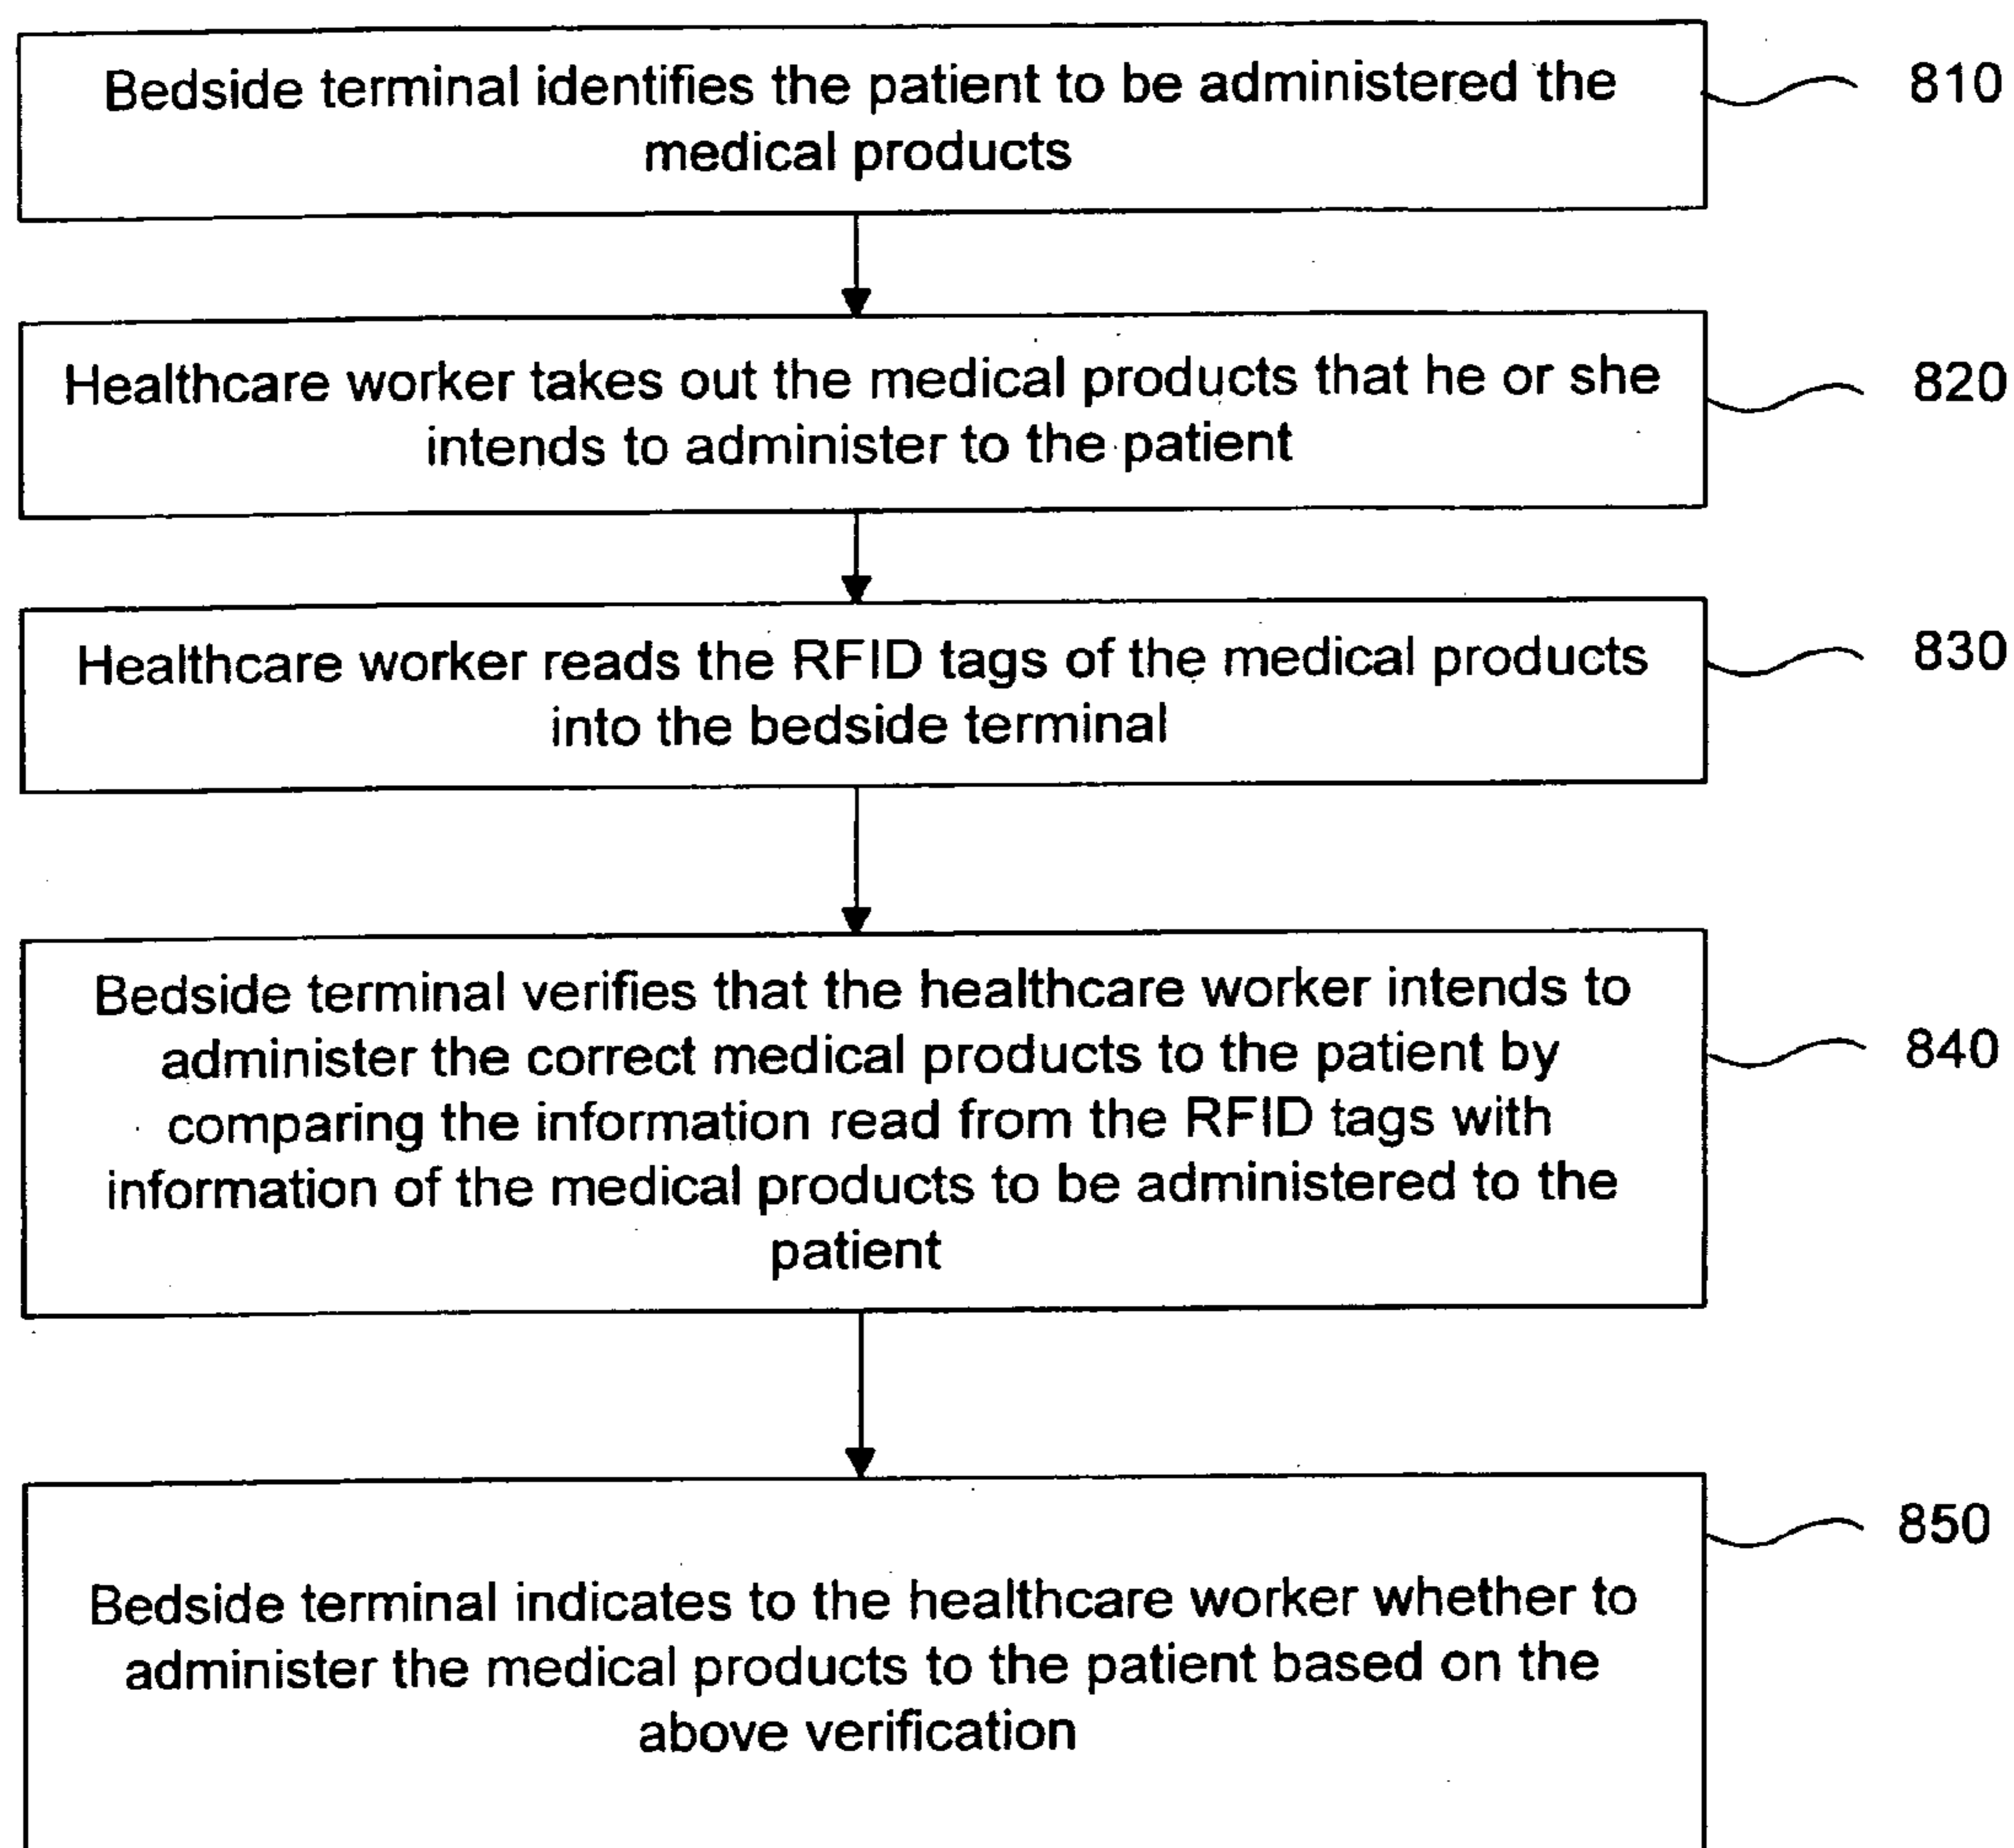 Bedside terminal identifies the patient to be administered the
medical products
810
Healthcare worker takes out the medical products that he or she
intends to administer to the patient
820
Healthcare worker reads the RFID tags of the medical products
into the bedside terminal
830
Bedside terminal verifies that the healthcare worker intends to
administer the correct medical products to the patient by
comparing the information read from the RFID tags with
information of the medical products to be administered to the
patient
840
850
Bedside terminal indicates to the healthcare worker whether to
administer the medical products to the patient based on the
above verification